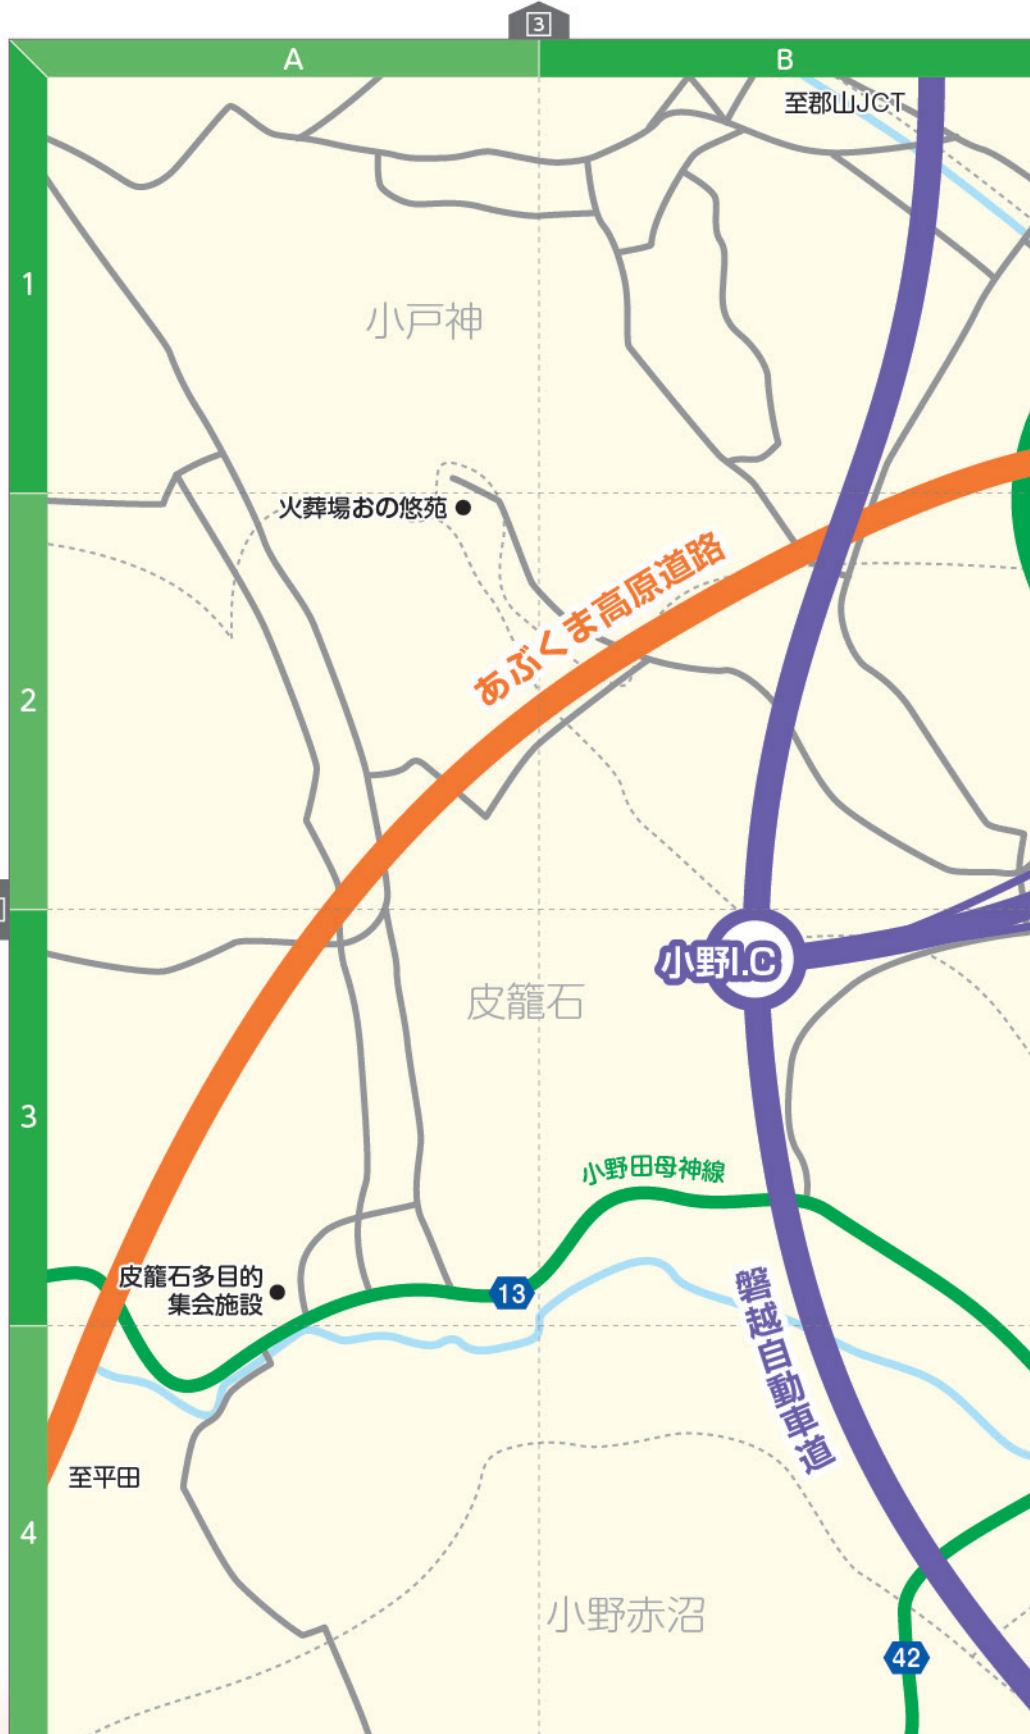 3
A
B
至郡山JCT
1
小戸神
火葬場おの悠苑
あぶくま高原道路
2
小野I.C
皮籠石
3
小野田母神線
皮籠石多目的
集会施設
13
磐越自動車道
至平田
4
小野赤沼
42